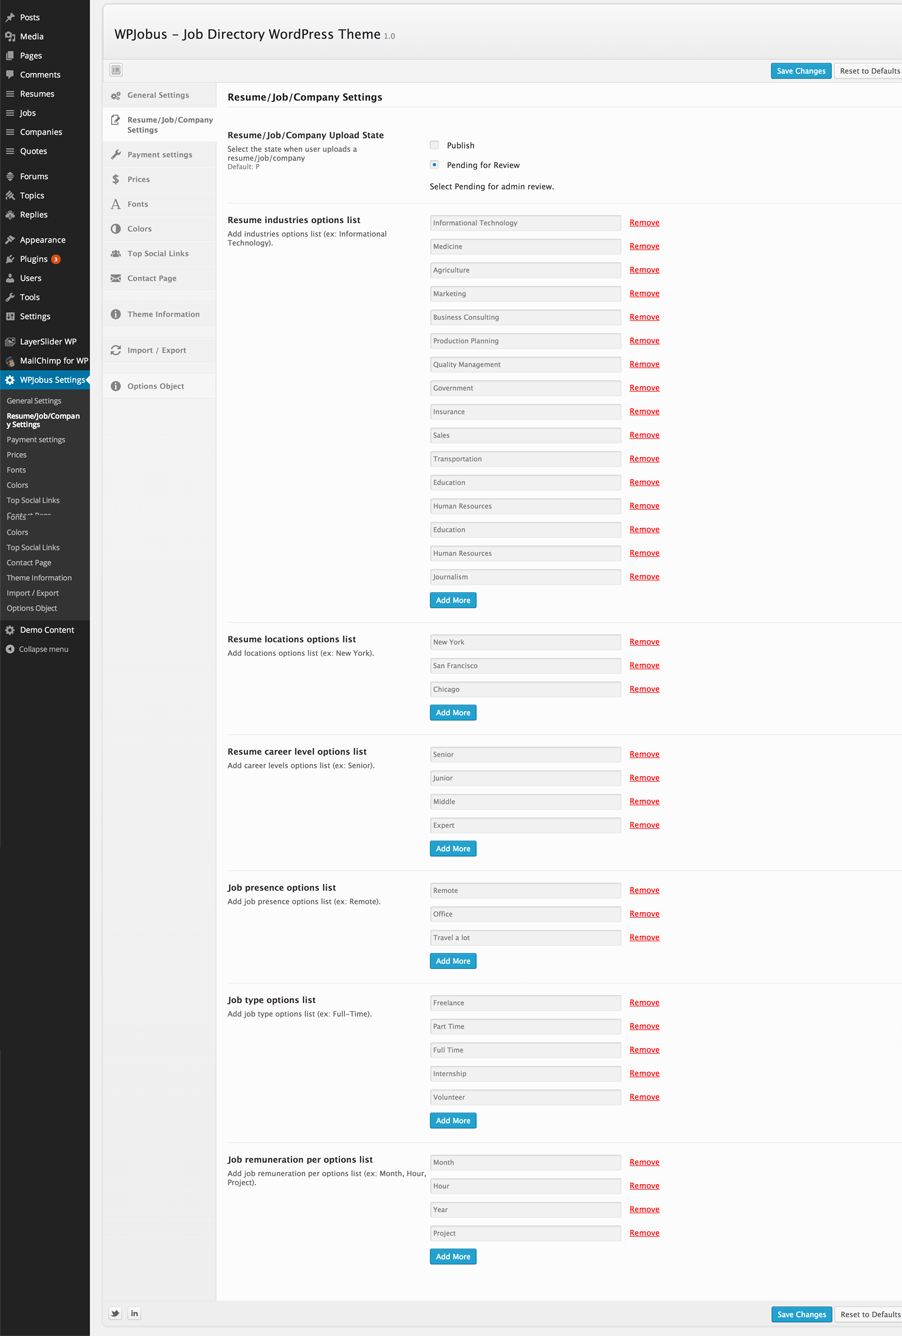 Posts
Media
Pages
Comments
Resumes
Jobs
Companies
Quotes
Forums
Topics
Replies
Appearance
Plugins 3
Users
Tools
Settings
LayerSlider WP
MailChimp for WP
WPJobus Settings
General Settings
Resume/Job/Compan
y Settings
Payment settings
Prices
Fonts
Colors
Top Social Links
Contact Page
Fonts
Colors
Top Social Links
Contact Page
Theme Information
Import / Export
Options Object
Demo Content
Collapse menu
WPJobus – Job Directory WordPress Theme 1.0
Save Changes
Reset to Defaults
General Settings
Resume/Job/Company
Settings
Payment settings
Prices
Fonts
Colors
Top Social Links
Contact Page
Theme Information
Import / Export
Options Object
Resume/Job/Company Settings
Resume/Job/Company Upload State
Select the state when user uploads a
resume/job/company
Default: P
Publish
Pending for Review
Select Pending for admin review.
Resume industries options list
Add industries options list (ex: Informational
Technology).
Informational Technology Remove
Medicine Remove
Agriculture Remove
Marketing Remove
Business Consulting Remove
Production Planning Remove
Quality Management Remove
Government Remove
Insurance Remove
Sales Remove
Transportation Remove
Education Remove
Human Resources Remove
Education Remove
Human Resources Remove
Journalism Remove
Add More
Resume locations options list
Add locations options list (ex: New York).
New York Remove
San Francisco Remove
Chicago Remove
Add More
Resume career level options list
Add career levels options list (ex: Senior).
Senior Remove
Junior Remove
Middle Remove
Expert Remove
Add More
Job presence options list
Add job presence options list (ex: Remote).
Remote Remove
Office Remove
Travel a lot Remove
Add More
Job type options list
Add job type options list (ex: Full-Time).
Freelance Remove
Part Time Remove
Full Time Remove
Internship Remove
Volunteer Remove
Add More
Job remuneration per options list
Add job remuneration per options list (ex: Month, Hour,
Project).
Month Remove
Hour Remove
Year Remove
Project Remove
Add More
in
Save Changes
Reset to Defaults